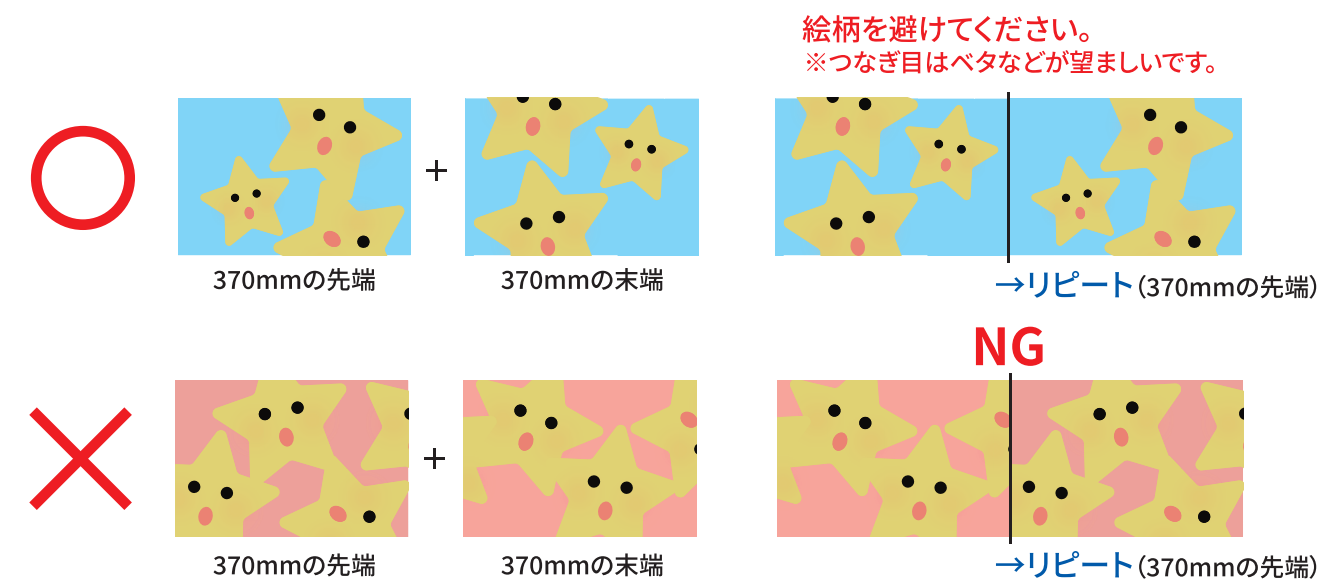 絵柄を避けてください。
※つなぎ目はベタなどが望ましいです。
+
370mmの先端
370mmの末端
→リピート(370mmの先端)
NG
+
370mmの先端
370mmの末端
→リピート(370mmの先端)